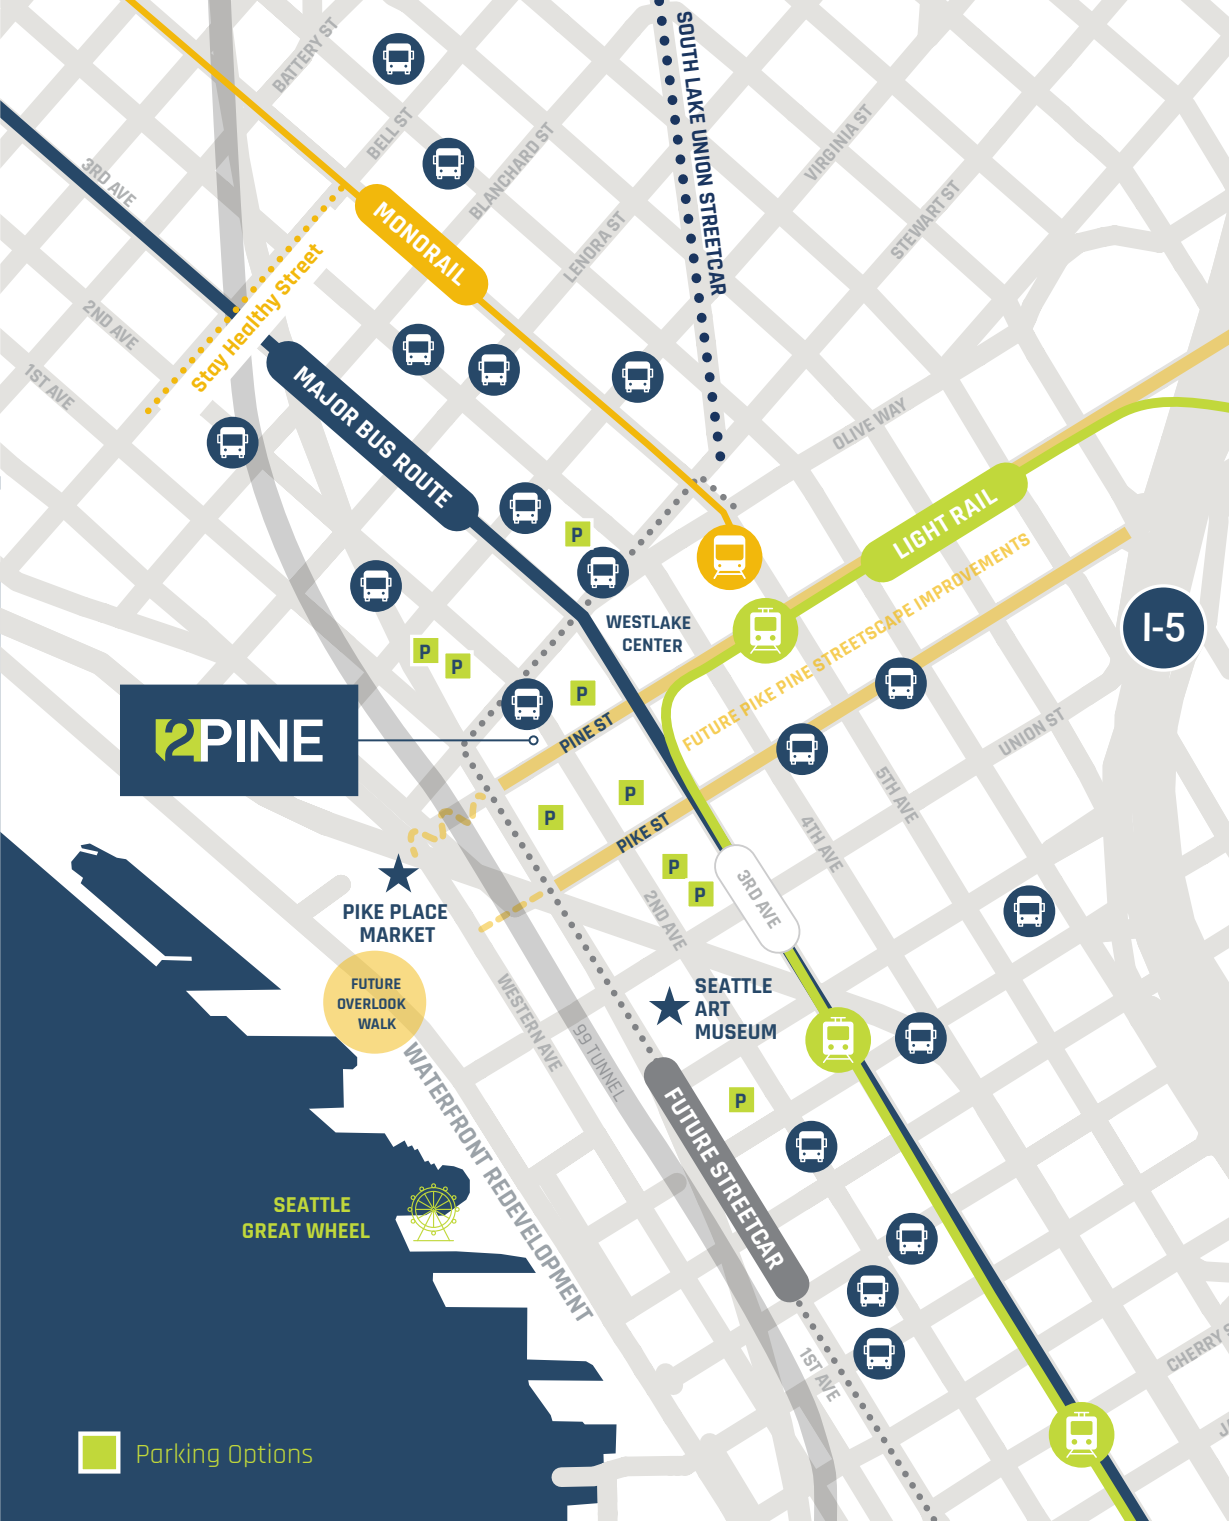 BATTERY ST
BELL ST
BLANCHARD ST
LENORA ST
VIRGINIA ST
STEWART ST
SOUTH LAKE UNION STREETCAR
3RD AVE
2ND AVE
1ST AVE
MONORAIL
Stay Healthy Street
MAJOR BUS ROUTE
OLIVE WAY
LIGHT RAIL
FUTURE PIKE PINE STREETSCAPE IMPROVEMENTS
I-5
P
WESTLAKE
CENTER
P
P
P
2PINE
PINE ST
UNION ST
5TH AVE
4TH AVE
P
P
PIKE ST
P
P
3RD AVE
2ND AVE
PIKE PLACE
MARKET
FUTURE
OVERLOOK
WALK
SEATTLE
ART
MUSEUM
WESTERN AVE
99 TUNNEL
WATERFRONT REDEVELOPMENT
P
FUTURE STREETCAR
SEATTLE
GREAT WHEEL
1ST AVE
CHERRY S
Parking Options